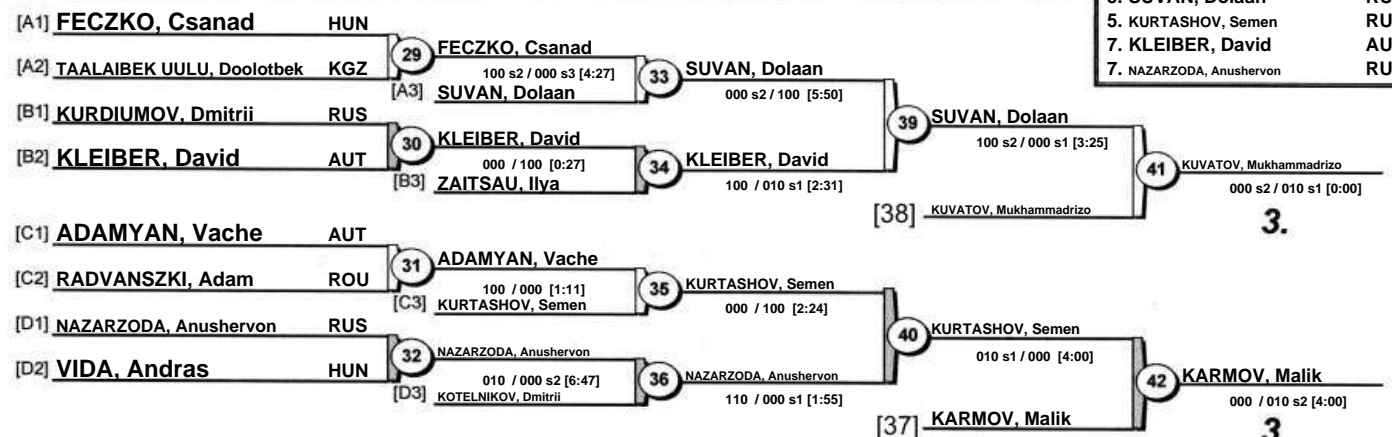 3. SUVAN, Dolaan
5. KURTASHOV, Semen RU
7. KLEIBER, David AU
7. NAZARZODA, Anushervon RU
[A1] FECZKO, Csanad HUN
29 FECZKO, Csanad
[A2] TAALAIBEK UULU, Doolotbek KGZ
100 s2 / 000 s3 [4:27]
33 SUVAN, Dolaan
[A3] SUVAN, Dolaan
000 s2 / 100 [5:50]
[B1] KURDIUMOV, Dmitrii RUS
39 SUVAN, Dolaan
30 KLEIBER, David
100 s2 / 000 s1 [3:25]
[B2] KLEIBER, David AUT
000 / 100 [0:27]
34 KLEIBER, David
41 KUVATOV, Mukhammadrizo
[B3] ZAITSAU, Ilya
100 / 010 s1 [2:31]
000 s2 / 010 s1 [0:00]
[38] KUVATOV, Mukhammadrizo
3.
[C1] ADAMYAN, Vache AUT
31 ADAMYAN, Vache
[C2] RADVANSZKI, Adam ROU
100 / 000 [1:11]
35 KURTASHOV, Semen
[C3] KURTASHOV, Semen
000 / 100 [2:24]
[D1] NAZARZODA, Anushervon RUS
40 KURTASHOV, Semen
32 NAZARZODA, Anushervon
010 s1 / 000 [4:00]
[D2] VIDA, Andras HUN
010 / 000 s2 [6:47]
36 NAZARZODA, Anushervon
42 KARMOV, Malik
[D3] KOTELNIKOV, Dmitrii
110 / 000 s1 [1:55]
000 / 010 s2 [4:00]
[37] KARMOV, Malik
3